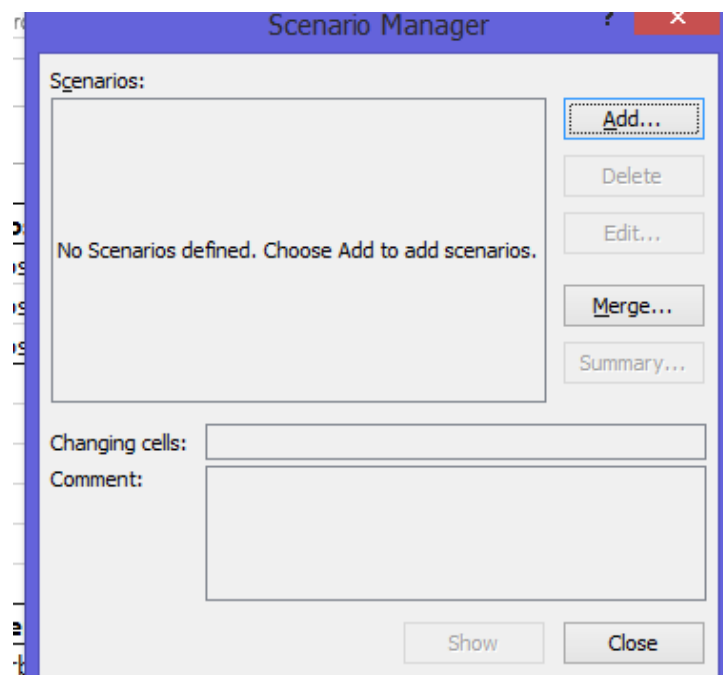 Scenario Manager
?
x
Scenarios:
Add...
Delete
No Scenarios defined. Choose Add to add scenarios.
Edit...
Merge...
Summary...
Changing cells:
Comment:
Show
Close